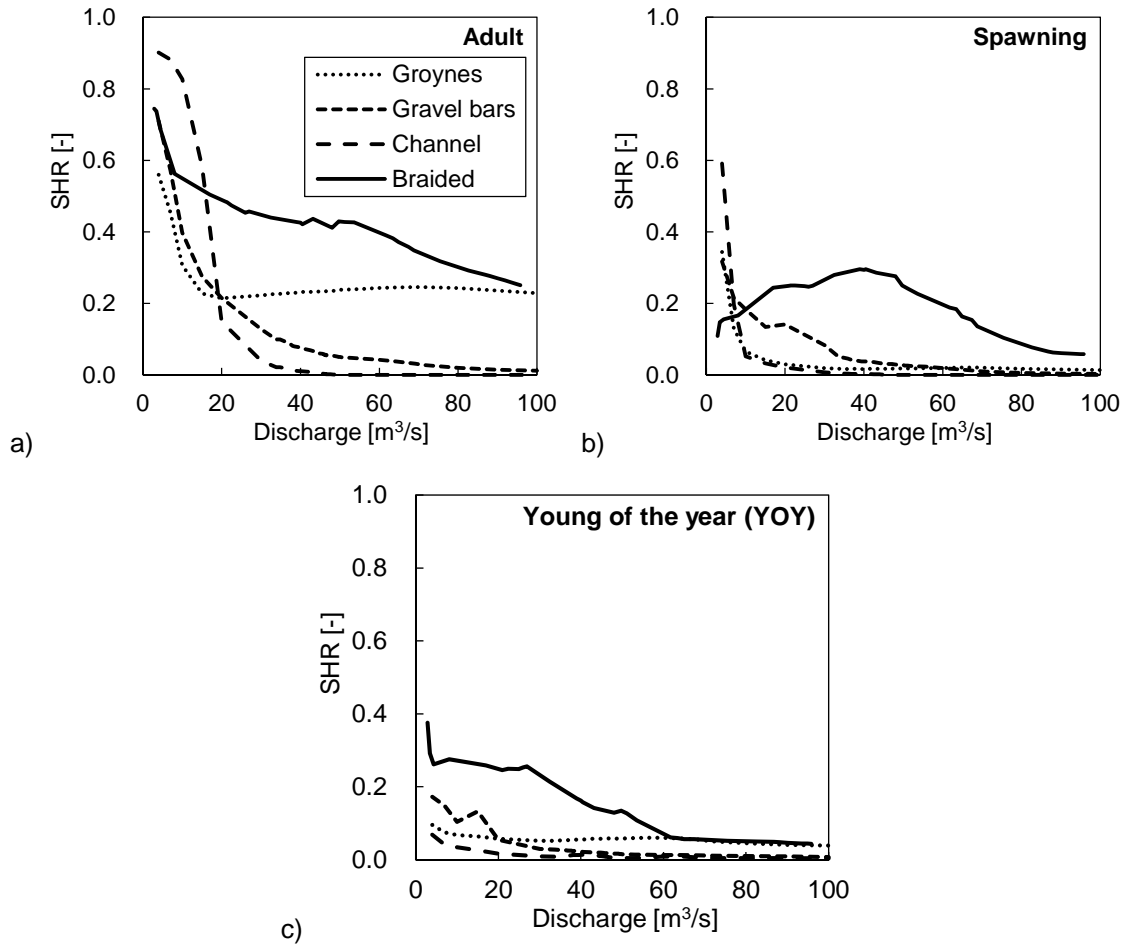 Adult
1.0
0.8
0.6
0.4
0.2
0.0
SHR [-]
Groynes
Gravel bars
Channel
Braided
0 20 40 60 80 100
Discharge [m³/s]
a)
Spawning
1.0
0.8
0.6
0.4
0.2
0.0
SHR [-]
0 20 40 60 80 100
Discharge [m³/s]
b)
Young of the year (YOY)
1.0
0.8
0.6
0.4
0.2
0.0
SHR [-]
0 20 40 60 80 100
Discharge [m³/s]
c)